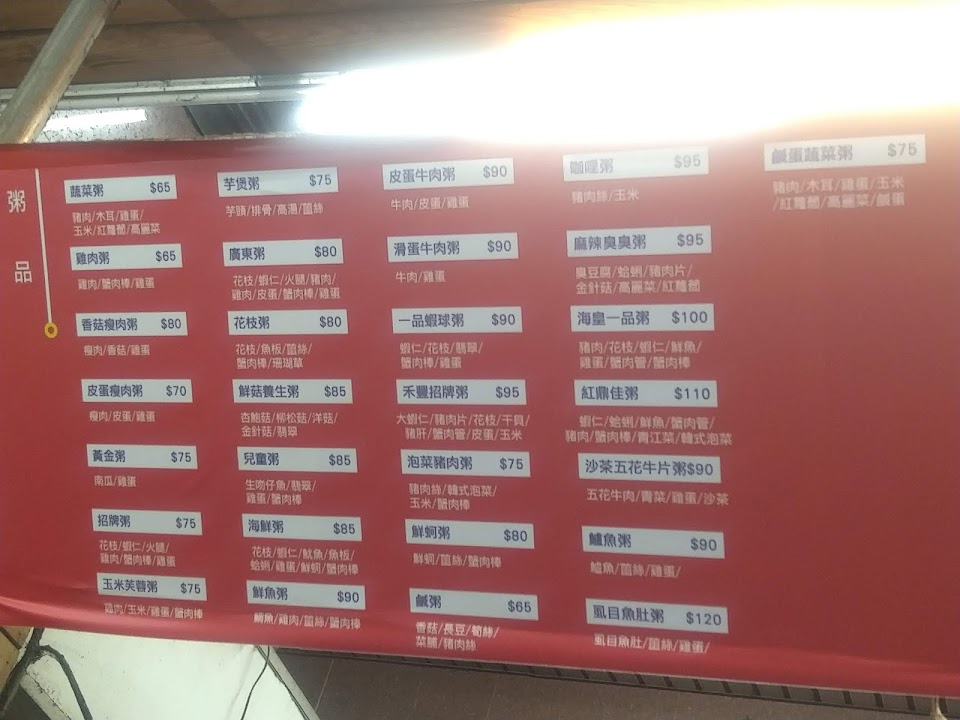 粥品
蔬菜粥 $65
豬肉/木耳/雞蛋/
玉米/紅蘿蔔/高麗菜
雞肉粥 $65
雞肉/蟹肉棒/雞蛋
香菇瘦肉粥 $80
瘦肉/香菇/雞蛋
皮蛋瘦肉粥 $70
瘦肉/皮蛋/雞蛋
黃金粥 $75
南瓜/雞蛋
招牌粥 $75
花枝/蝦仁/火腿/
雞肉/蟹肉棒/雞蛋
玉米芙蓉粥 $75
雞肉/玉米/雞蛋/蟹肉棒
芋煲粥 $75
芋頭/排骨/高湯/薑絲
廣東粥 $80
花枝/蝦仁/火腿/豬肉/
雞肉/皮蛋/蟹肉棒/雞蛋
花枝粥 $80
花枝/魚板/薑絲/
蟹肉棒/珊瑚草
鮮菇養生粥 $85
杏鮑菇/柳松菇/洋菇/
金針菇/翡翠
兒童粥 $85
生吻仔魚/翡翠/
雞蛋/蟹肉棒
海鮮粥 $85
花枝/蝦仁/魷魚/魚板/
蛤蜊/雞蛋/鮮蚵/蟹肉棒
鮮魚粥 $90
鯛魚/雞肉/薑絲/蟹肉棒
皮蛋牛肉粥 $90
牛肉/皮蛋/雞蛋
滑蛋牛肉粥 $90
牛肉/雞蛋
一品蝦球粥 $90
蝦仁/花枝/翡翠/
蟹肉棒/雞蛋
禾豐招牌粥 $95
大蝦仁/豬肉片/花枝/干貝/
豬肝/蟹肉管/皮蛋/玉米
泡菜豬肉粥 $75
豬肉絲/韓式泡菜/
玉米/蟹肉棒
鮮蚵粥 $80
鮮蚵/薑絲/蟹肉棒
鹹粥 $65
香菇/長豆/筍絲/
菜脯/豬肉絲
咖哩粥 $95
豬肉絲/玉米
麻辣臭臭粥 $95
臭豆腐/蛤蜊/豬肉片/
金針菇/高麗菜/紅蘿蔔
海皇一品粥 $100
豬肉/花枝/蝦仁/鮮魚/
雞蛋/蟹肉管/蟹肉棒
紅鼎佳粥 $110
蝦仁/蛤蜊/鮮魚/蟹肉管/
豬肉/蟹肉棒/青江菜/韓式泡菜
沙茶五花牛片粥$90
五花牛肉/青菜/雞蛋/沙茶
鱸魚粥 $90
鱸魚/薑絲/雞蛋/
虱目魚肚粥 $120
虱目魚肚/薑絲/雞蛋/
鹹蛋蔬菜粥 $75
豬肉/木耳/雞蛋/玉米
/紅蘿蔔/高麗菜/鹹蛋